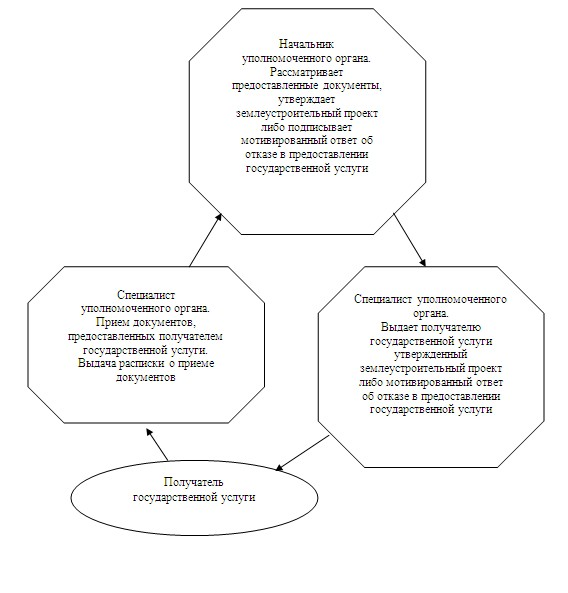 Начальник
уполномоченного органа.
Рассматривает
предоставленные документы,
утверждает
землеустроительный проект
либо подписывает
мотивированный ответ об
отказе в предоставлении
государственной услуги
Специалист
уполномоченного органа.
Прием документов,
предоставленных получателем
государственной услуги.
Выдача расписки о приеме
документов
Специалист уполномоченного
органа.
Выдает получателю
государственной услуги
утвержденный
землеустроительный проект
либо мотивированный ответ
об отказе в предоставлении
государственной услуги
Получатель
государственной услуги